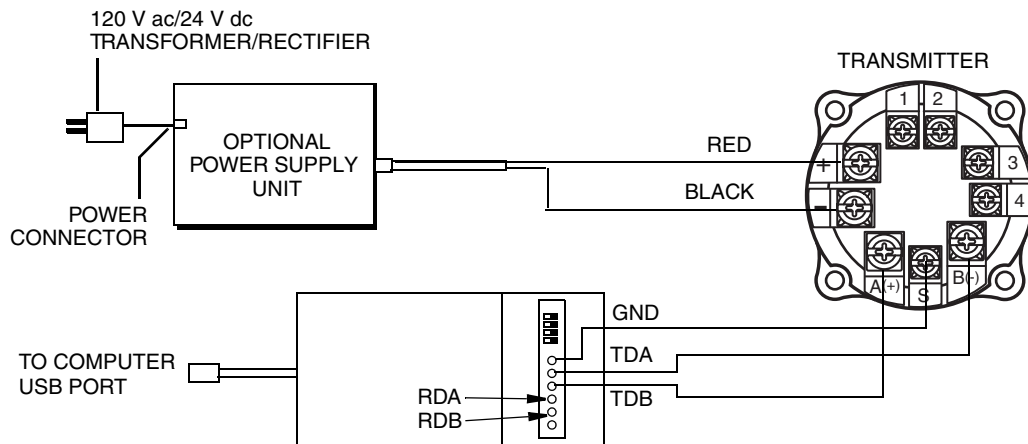 120 V ac/24 V dc
TRANSFORMER/RECTIFIER
OPTIONAL
POWER SUPPLY
UNIT
POWER
CONNECTOR
RED
BLACK
TRANSMITTER
1
2
3
4
+
-
A(+)
S
B(-)
TO COMPUTER
USB PORT
GND
TDA
TDB
RDA
RDB